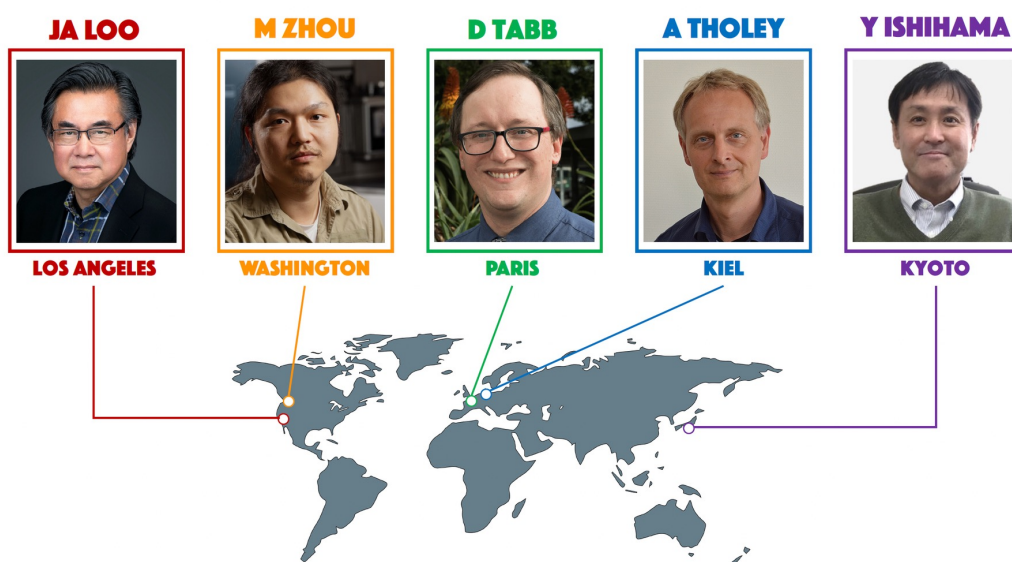 JA LOO
M ZHOU
D TABB
A THOLEY
Y ISHIHAMA
LOS ANGELES
WASHINGTON
PARIS
KIEL
KYOTO